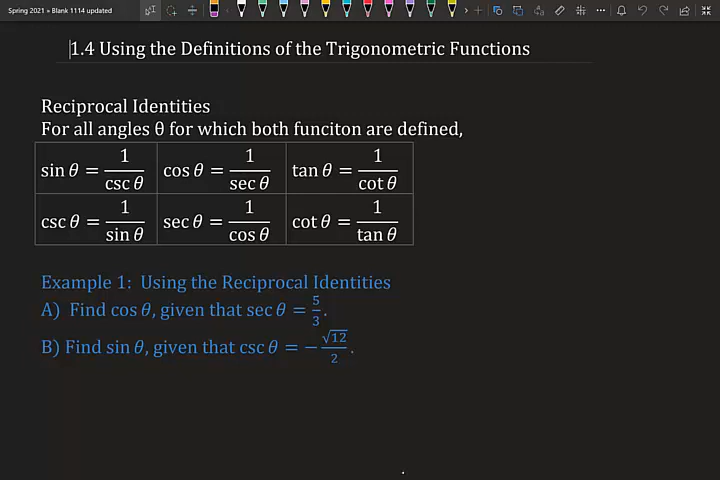 Spring 2021 » Blank 1114 updated
1.4 Using the Definitions of the Trigonometric Functions
Reciprocal Identities
For all angles θ for which both funciton are defined,
sin θ = 1/csc θ cos θ = 1/sec θ tan θ = 1/cot θ
csc θ = 1/sin θ sec θ = 1/cos θ cot θ = 1/tan θ
Example 1: Using the Reciprocal Identities
A) Find cos θ, given that sec θ = 5/3.
B) Find sin θ, given that csc θ = −√12/2.